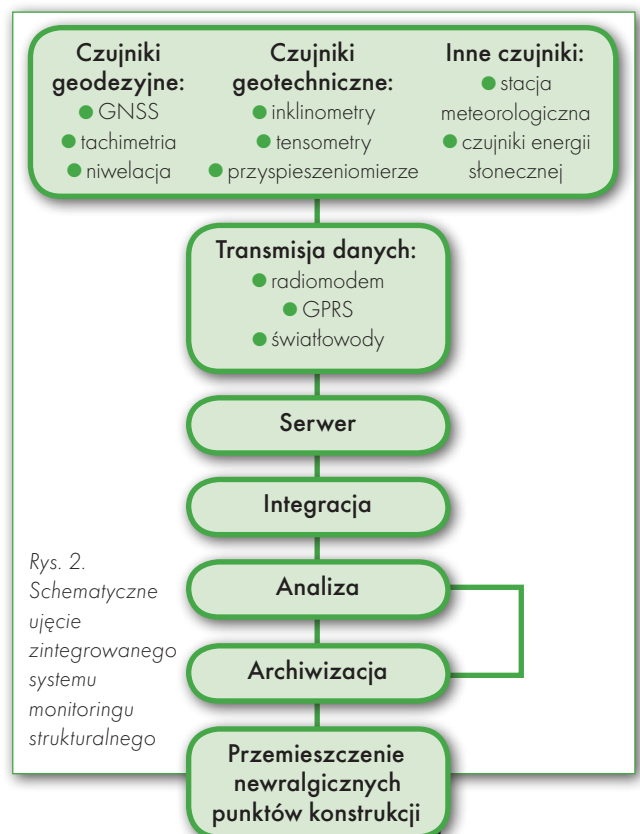 Czujniki
geodezyjne:
● GNSS
● tachimetria
● niwelacja
Czujniki
geotechniczne:
● inklinometry
● tensometry
● przyspieszeniomierze
Inne czujniki:
● stacja
meteorologiczna
● czujniki energii
słonecznej
Transmisja danych:
● radiomodem
● GPRS
● światłowody
Serwer
Integracja
Analiza
Archiwizacja
Przemieszczenie
newralgicznych
punktów konstrukcji
Rys. 2.
Schematyczne
ujęcie
zintegrowanego
systemu
monitoringu
strukturalnego